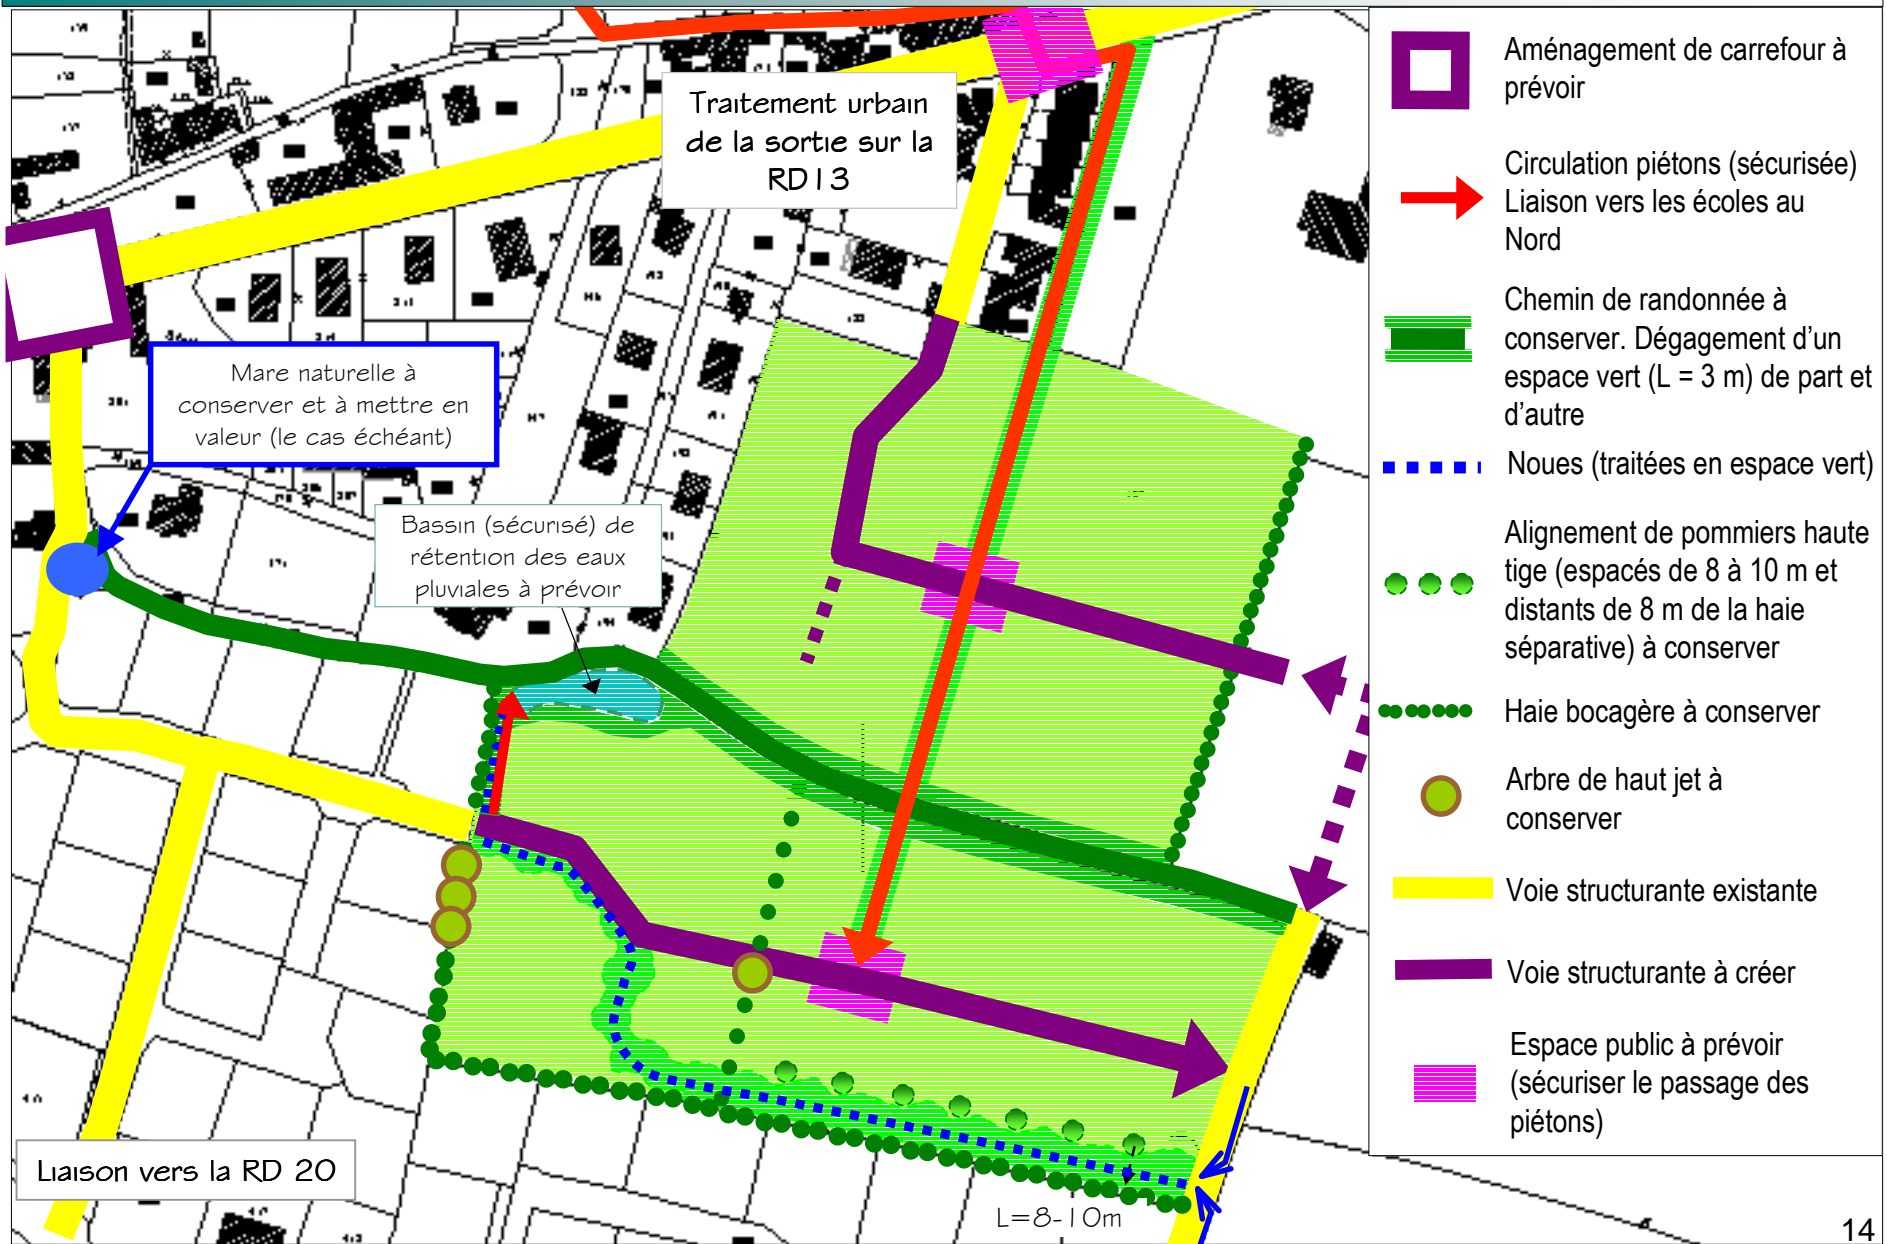 Traitement urbain
de la sortie sur la
RD13
Mare naturelle à
conserver et à mettre en
valeur (le cas échéant)
Bassin (sécurisé) de
rétention des eaux
pluviales à prévoir
Liaison vers la RD 20
L=8-10m
Aménagement de carrefour à
prévoir
Circulation piétons (sécurisée)
Liaison vers les écoles au
Nord
Chemin de randonnée à
conserver. Dégagement d'un
espace vert (L = 3 m) de part et
d'autre
Noues (traitées en espace vert)
Alignement de pommiers haute
tige (espacés de 8 à 10 m et
distants de 8 m de la haie
séparative) à conserver
Haie bocagère à conserver
Arbre de haut jet à
conserver
Voie structurante existante
Voie structurante à créer
Espace public à prévoir
(sécuriser le passage des
piétons)
14